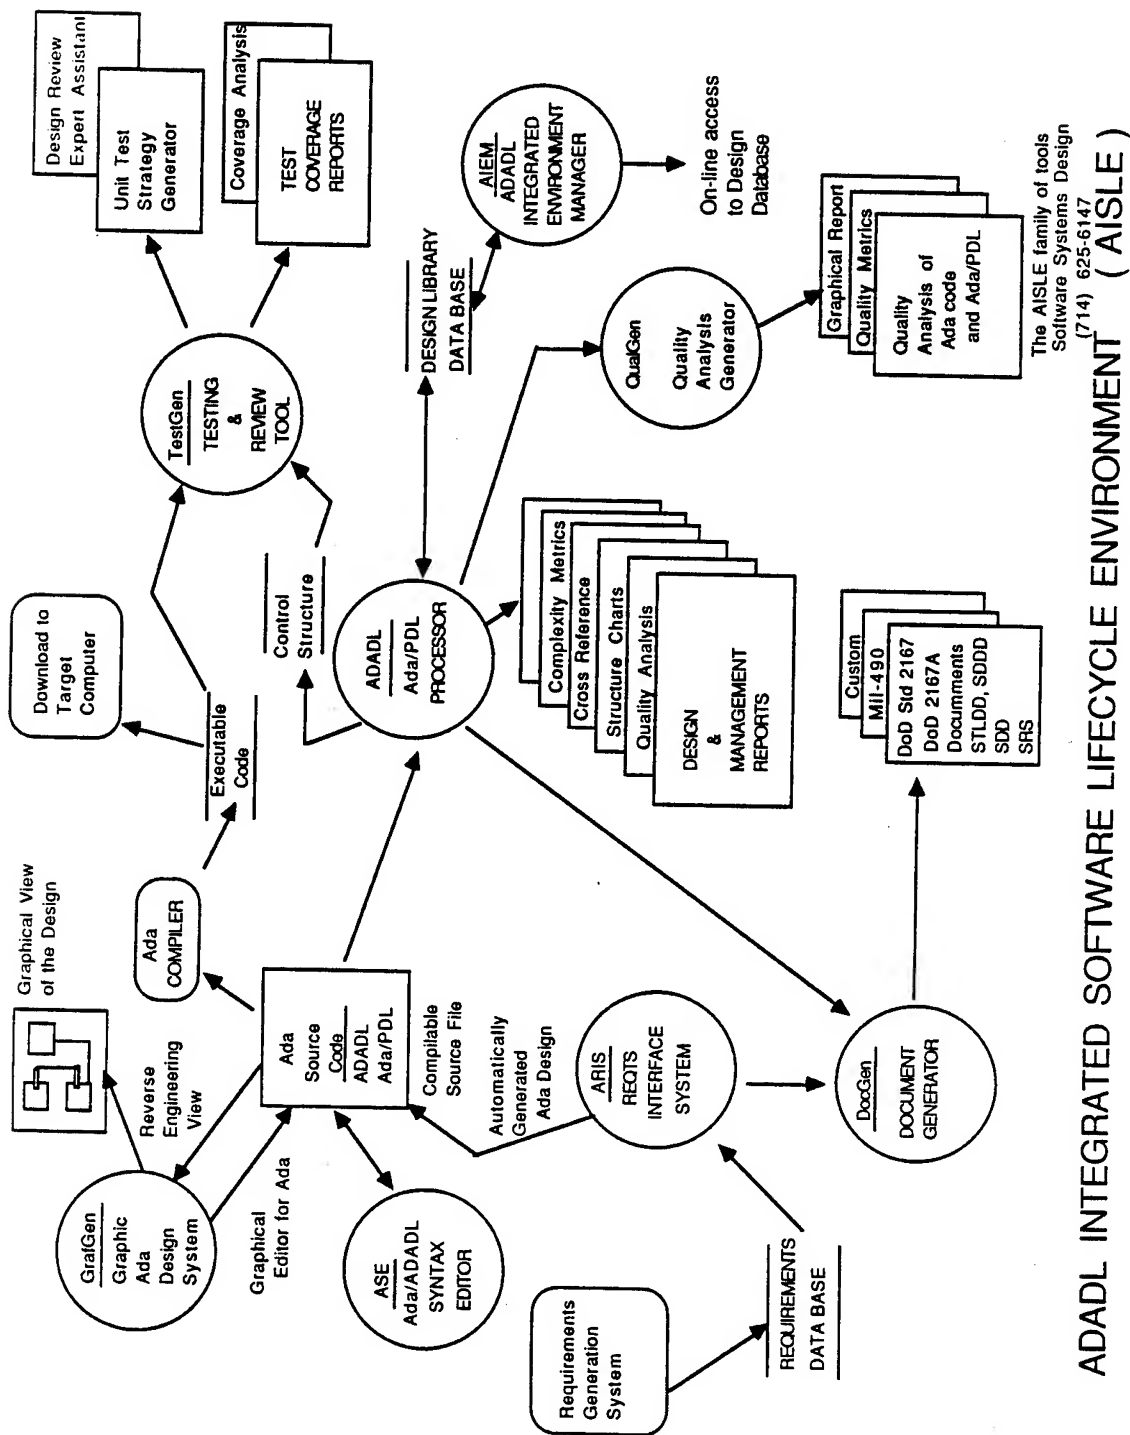 Graphical View
of the Design
GrafGen
Graphic
Ada
Design
System
Reverse
Engineering
View
Graphical
Editor for Ada
Ada
COMPILER
Executable
Code
Download to
Target
Computer
Ada
Source
Code
ADADL
Ada/PDL
ASE
Ada/ADADL
SYNTAX
EDITOR
Compilable
Source File
Automatically
Generated
Ada Design
ARIS
REQTS
INTERFACE
SYSTEM
Requirements
Generation
System
REQUIREMENTS
DATA BASE
DocGen
DOCUMENT
GENERATOR
Control
Structure
ADADL
Ada/PDL
PROCESSOR
TestGen
TESTING
&
REVIEW
TOOL
Design Review
Expert Assistant
Unit Test
Strategy
Generator
Coverage Analysis
TEST
COVERAGE
REPORTS
DESIGN LIBRARY
DATA BASE
AIEM
ADADL
INTEGRATED
ENVIRONMENT
MANAGER
On-line access
to Design
Database
QualGen
Quality
Analysis
Generator
Graphical Report
Quality Metrics
Quality
Analysis of
Ada code
and Ada/PDL
Complexity Metrics
Cross Reference
Structure Charts
Quality Analysis
DESIGN
&
MANAGEMENT
REPORTS
Custom
Mil-490
DoD Std 2167
DoD 2167A
Documments
STLDD, SDDD
SDD
SRS
The AISLE family of tools
Software Systems Design
(714) 625-6147
ADADL INTEGRATED SOFTWARE LIFECYCLE ENVIRONMENT ( AISLE )